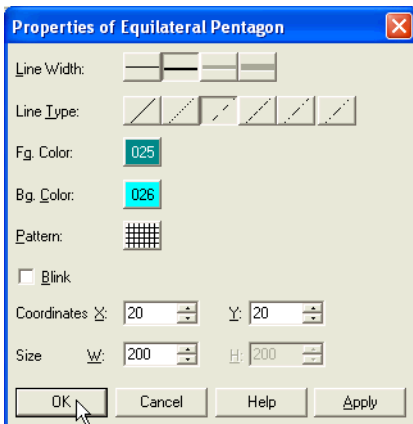 Properties of Equilateral Pentagon
Line Width:
Line Type:
Fg. Color: 025
Bg. Color: 026
Pattern:
Blink
Coordinates X: 20 Y: 20
Size W: 200 H: 200
OK Cancel Help Apply